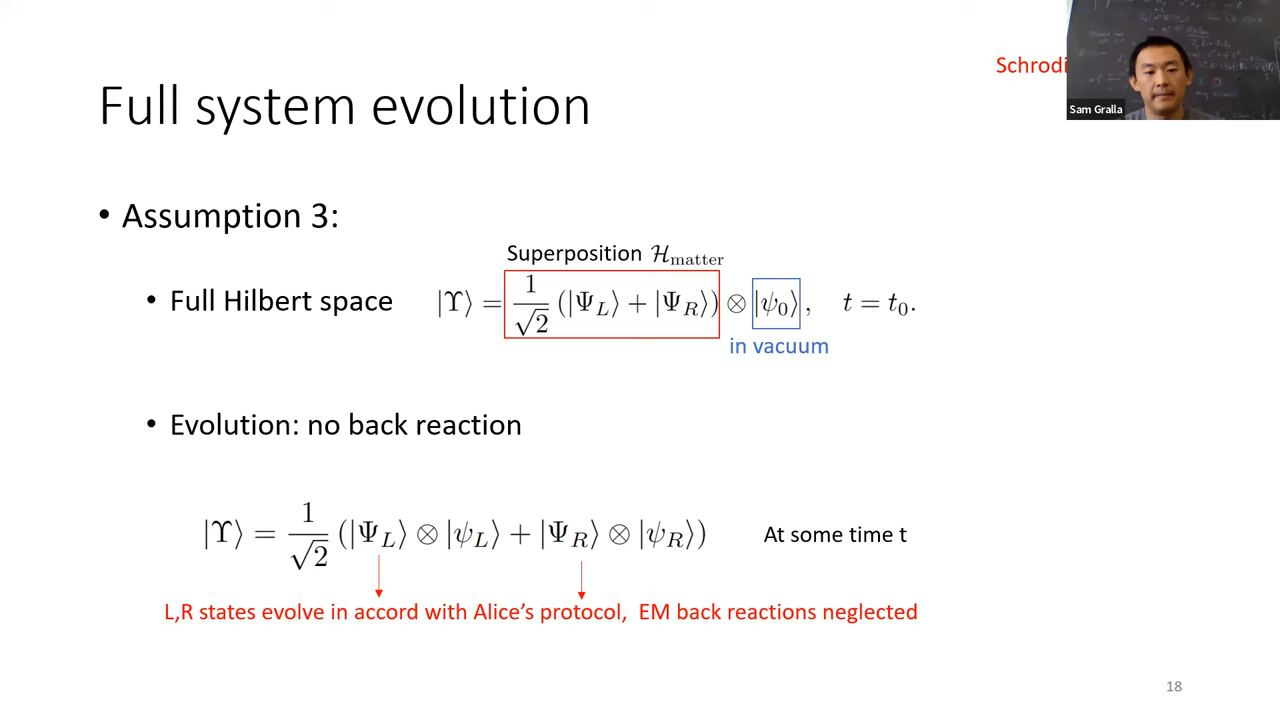 Schrodi
Sam Gralla
Full system evolution
• Assumption 3:
Superposition ℋ_matter
• Full Hilbert space |Υ⟩ = 1/√2 (|Ψ_L⟩ + |Ψ_R⟩) ⊗ |ψ_0⟩, t = t_0.
in vacuum
• Evolution: no back reaction
|Υ⟩ = 1/√2 (|Ψ_L⟩ ⊗ |ψ_L⟩ + |Ψ_R⟩ ⊗ |ψ_R⟩) At some time t
L,R states evolve in accord with Alice's protocol, EM back reactions neglected
18